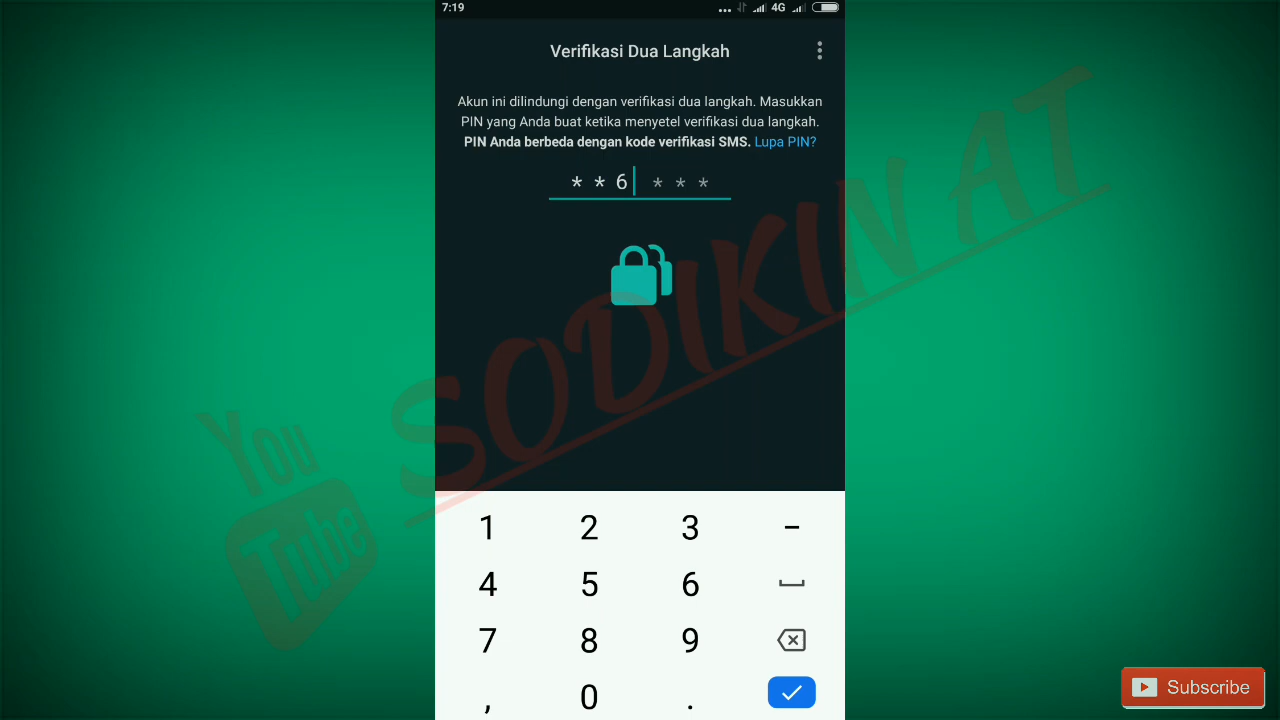 7:19
4G
Verifikasi Dua Langkah
Akun ini dilindungi dengan verifikasi dua langkah. Masukkan
PIN yang Anda buat ketika menyetel verifikasi dua langkah.
PIN Anda berbeda dengan kode verifikasi SMS. Lupa PIN?
* * 6 * * *
SODIKIN AT
You
Tube
1 2 3 –
4 5 6
7 8 9
, 0 .
Subscribe